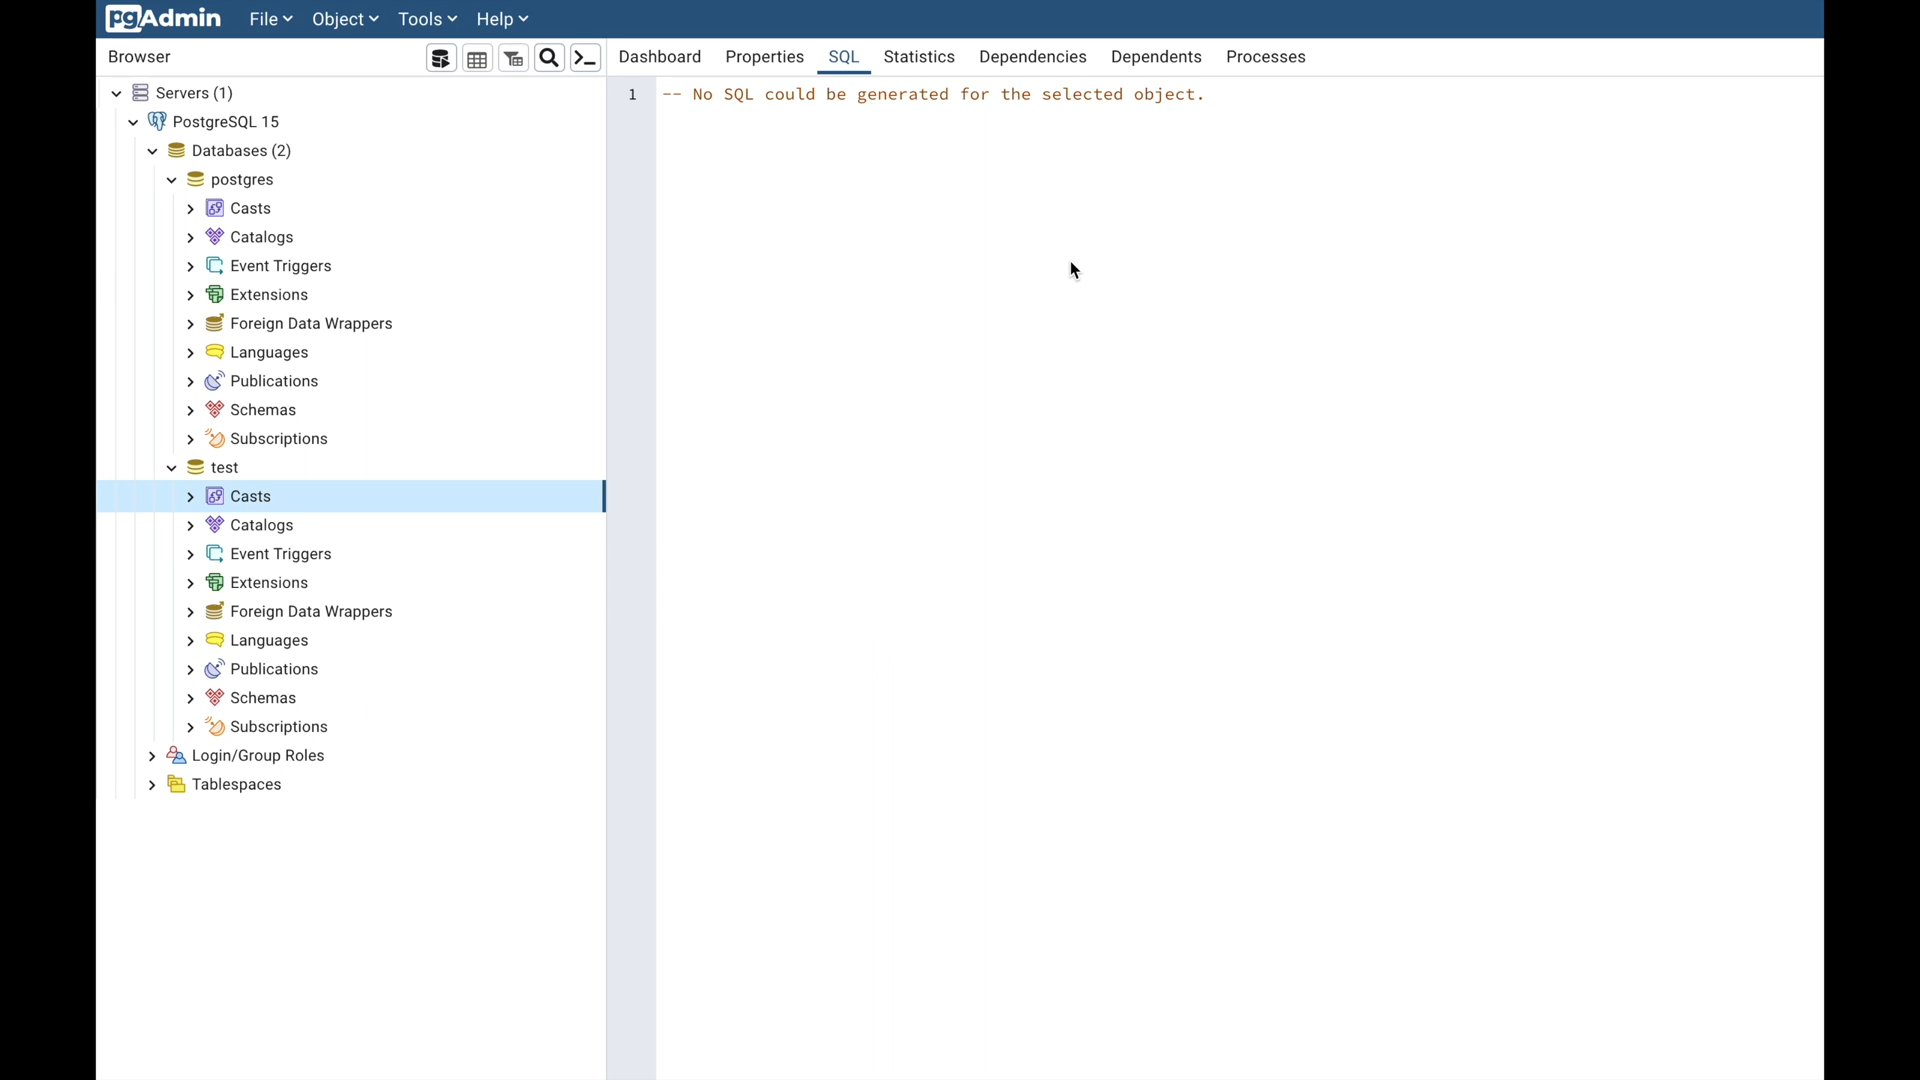 pgAdmin File Object Tools Help
Browser
Dashboard Properties SQL Statistics Dependencies Dependents Processes
Servers (1)
PostgreSQL 15
Databases (2)
postgres
Casts
Catalogs
Event Triggers
Extensions
Foreign Data Wrappers
Languages
Publications
Schemas
Subscriptions
test
Casts
Catalogs
Event Triggers
Extensions
Foreign Data Wrappers
Languages
Publications
Schemas
Subscriptions
Login/Group Roles
Tablespaces
1 -- No SQL could be generated for the selected object.